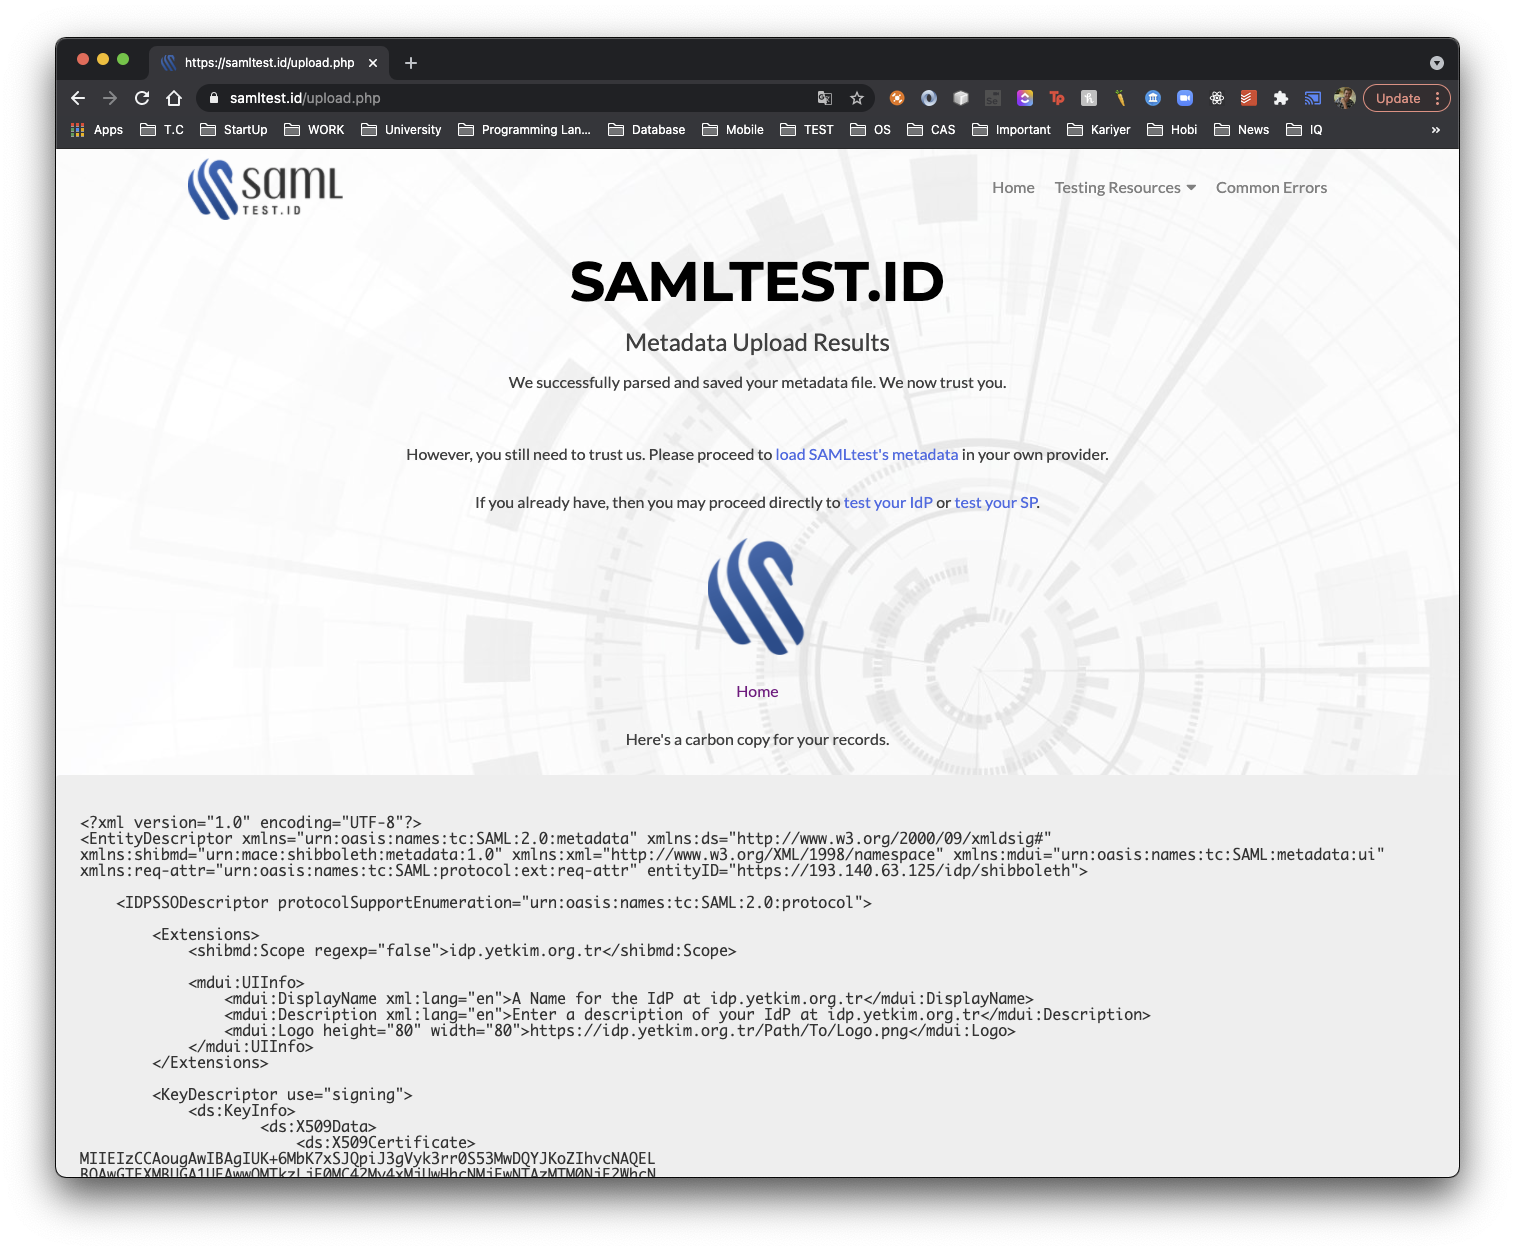 https://samltest.id/upload.php
samltest.id/upload.php
Update
Apps T.C StartUp WORK University Programming Lan... Database Mobile TEST OS CAS Important Kariyer Hobi News IQ »
saml
TEST.ID
Home Testing Resources Common Errors
SAMLTEST.ID
Metadata Upload Results
We successfully parsed and saved your metadata file. We now trust you.
However, you still need to trust us. Please proceed to load SAMLtest's metadata in your own provider.
If you already have, then you may proceed directly to test your IdP or test your SP.
Home
Here's a carbon copy for your records.
<?xml version="1.0" encoding="UTF-8"?>
<EntityDescriptor xmlns="urn:oasis:names:tc:SAML:2.0:metadata" xmlns:ds="http://www.w3.org/2000/09/xmldsig#"
xmlns:shibmd="urn:mace:shibboleth:metadata:1.0" xmlns:xml="http://www.w3.org/XML/1998/namespace" xmlns:mdui="urn:oasis:names:tc:SAML:metadata:ui"
xmlns:req-attr="urn:oasis:names:tc:SAML:protocol:ext:req-attr" entityID="https://193.140.63.125/idp/shibboleth">
<IDPSSODescriptor protocolSupportEnumeration="urn:oasis:names:tc:SAML:2.0:protocol">
<Extensions>
<shibmd:Scope regexp="false">idp.yetkim.org.tr</shibmd:Scope>
<mdui:UIInfo>
<mdui:DisplayName xml:lang="en">A Name for the IdP at idp.yetkim.org.tr</mdui:DisplayName>
<mdui:Description xml:lang="en">Enter a description of your IdP at idp.yetkim.org.tr</mdui:Description>
<mdui:Logo height="80" width="80">https://idp.yetkim.org.tr/Path/To/Logo.png</mdui:Logo>
</mdui:UIInfo>
</Extensions>
<KeyDescriptor use="signing">
<ds:KeyInfo>
<ds:X509Data>
<ds:X509Certificate>
MIIEIzCCAougAwIBAgIUK+6MbK7xSJQpiJ3gVyk3rr0S53MwDQYJKoZIhvcNAQEL